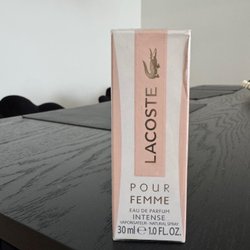 LACOSTE
POUR
FEMME
EAU DE PARFUM
INTENSE
VAPORISATEUR - NATURAL SPRAY
30 ml ℮ 1.0 FL. OZ.